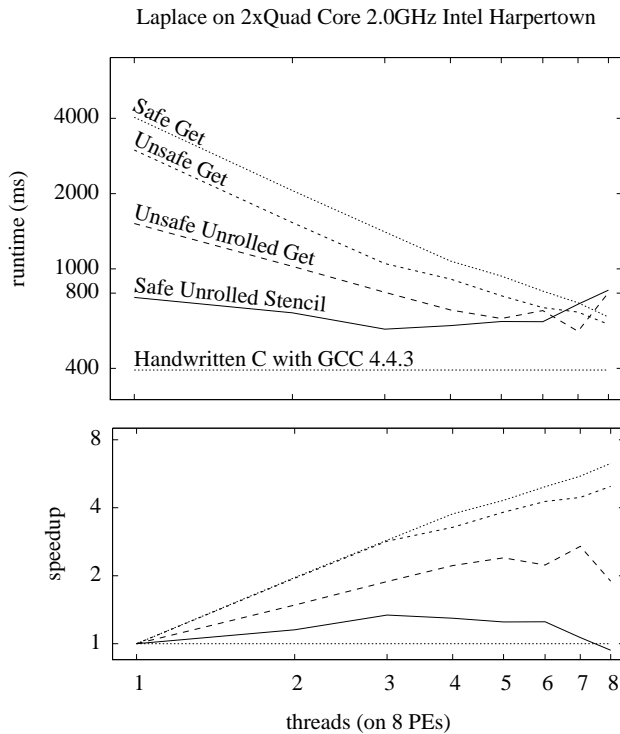 Laplace on 2xQuad Core 2.0GHz Intel Harpertown
runtime (ms)
4000
2000
1000
800
400
Safe Get
Unsafe Get
Unsafe Unrolled Get
Safe Unrolled Stencil
Handwritten C with GCC 4.4.3
speedup
8
4
2
1
1 2 3 4 5 6 7 8
threads (on 8 PEs)